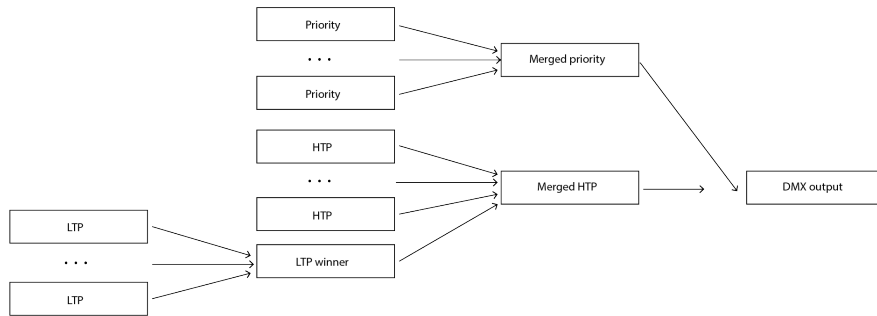 Priority
. . .
Priority
Merged priority
HTP
. . .
HTP
Merged HTP
DMX output
LTP
. . .
LTP
LTP winner